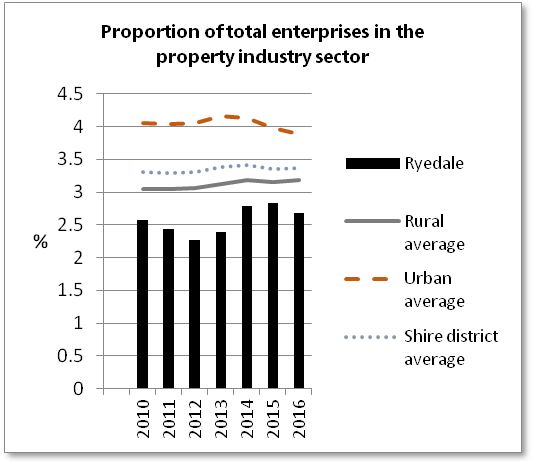 Proportion of total enterprises in the
property industry sector
4.5
4
3.5
3
2.5
2
1.5
1
0.5
0
%
2010
2011
2012
2013
2014
2015
2016
Ryedale
Rural
average
Urban
average
Shire district
average